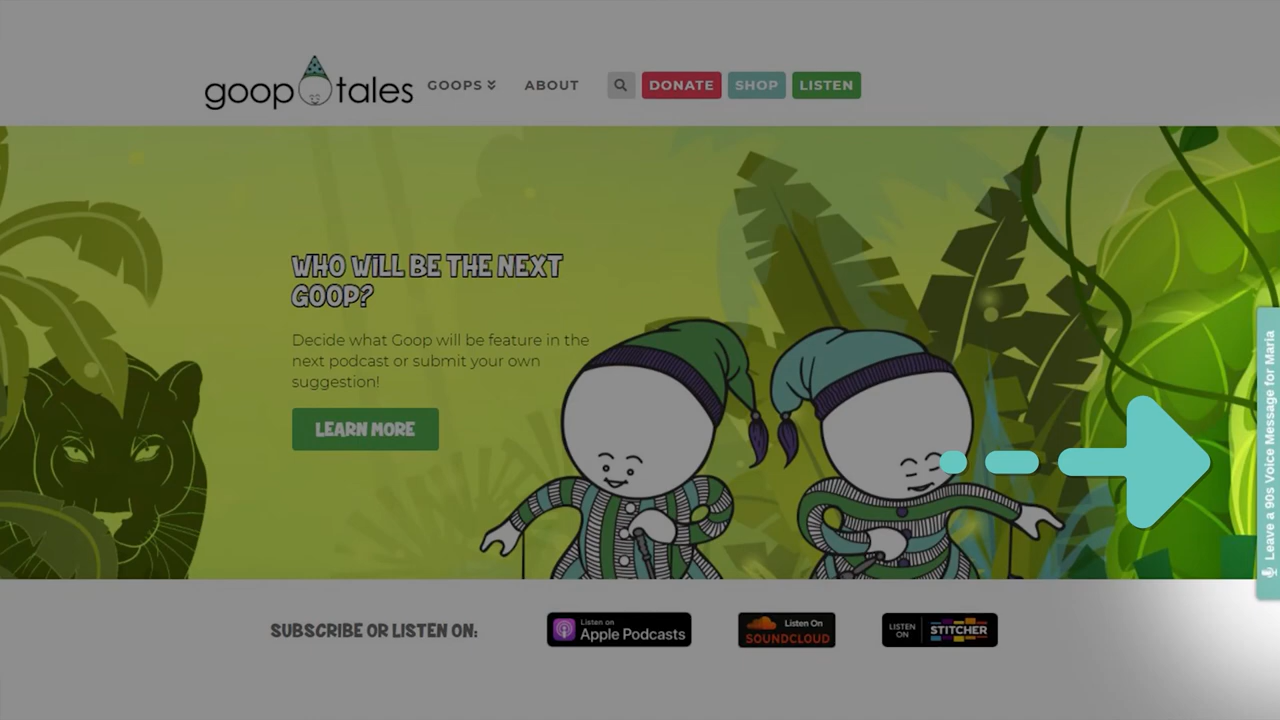 goop tales
GOOPS
ABOUT
DONATE
SHOP
LISTEN
WHO WILL BE THE NEXT
GOOP?
Decide what Goop will be feature in the
next podcast or submit your own
suggestion!
LEARN MORE
Leave a 90s Voice Message for Maria
SUBSCRIBE OR LISTEN ON:
Listen on
Apple Podcasts
Listen On
SOUNDCLOUD
LISTEN
ON
STITCHER